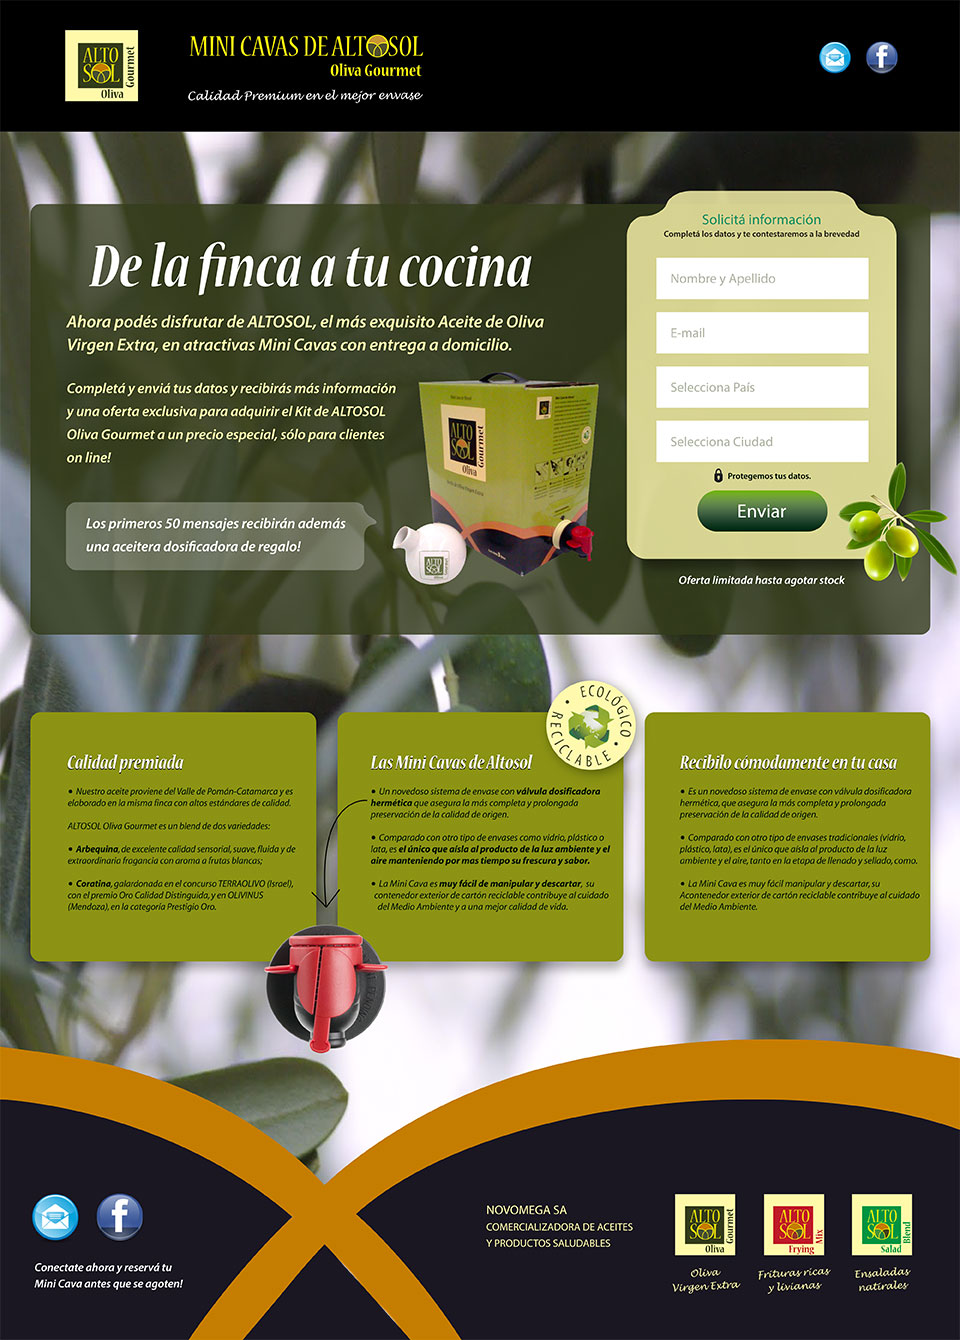 ALTO
SOL
Oliva
Gourmet
MINI CAVAS DE ALTOSOL
Oliva Gourmet
Calidad Premium en el mejor envase
De la finca a tu cocina
Ahora podés disfrutar de ALTOSOL, el más exquisito Aceite de Oliva
Virgen Extra, en atractivas Mini Cavas con entrega a domicilio.
Completá y enviá tus datos y recibirás más información
y una oferta exclusiva para adquirir el Kit de ALTOSOL
Oliva Gourmet a un precio especial, sólo para clientes
on line!
Los primeros 50 mensajes recibirán además
una aceitera dosificadora de regalo!
ALTO
SOL
Oliva
Gourmet
Solicitá información
Completá los datos y te contestaremos a la brevedad
Nombre y Apellido
E-mail
Selecciona País
Selecciona Ciudad
Protegemos tus datos.
Enviar
Oferta limitada hasta agotar stock
ECOLÓGICO
RECICLABLE
Calidad premiada
• Nuestro aceite proviene del Valle de Pomán-Catamarca y es
elaborado en la misma finca con altos estándares de calidad.
ALTOSOL Oliva Gourmet es un blend de dos variedades:
• Arbequina, de excelente calidad sensorial, suave, fluida y de
extraordinaria frogancia con aroma a frutas blancas;
• Coratina, galardonada en el concurso TERRAOLIVO (Israel),
con el premio Oro Calidad Distinguida, y en OLIVINUS
(Mendoza), en la categoría Prestigio Oro.
Las Mini Cavas de Altosol
• Un novedoso sistema de envase con válvula dosificadora
hermética que asegura la más completa y prolongada
preservación de la calidad de origen.
• Comparado con otro tipo de envases como vidrio, plástico o
lata, es el único que aísla al producto de la luz ambiente y el
aire manteniendo por mas tiempo su frescura y sabor.
• La Mini Cava es muy fácil de manipular y descartar, su
contenedor exterior de cartón reciclable contribuye al cuidado
del Medio Ambiente y a una mejor calidad de vida.
Recibilo cómodamente en tu casa
• Es un novedoso sistema de envase con válvula dosificadora
hermética, que asegura la más completa y prolongada
preservación de la calidad de origen.
• Comparado con otro tipo de envases tradicionales (vidrio,
plástico, lata), es el único que aísla al producto de la luz
ambiente y el aire, tanto en la etapa de llenado y sellado, como.
• La Mini Cava es muy fácil manipular y descartar, su
Acontenedor exterior de cartón reciclable contribuye al cuidado
del Medio Ambiente.
Conectate ahora y reservá tu
Mini Cava antes que se agoten!
NOVOMEGA SA
COMERCIALIZADORA DE ACEITES
Y PRODUCTOS SALUDABLES
ALTO
SOL
Oliva
Gourmet
Oliva
Virgen Extra
ALTO
SOL
Frying
Mix
Frituras ricas
y livianas
ALTO
SOL
Salad
Blend
Ensaladas
natirales